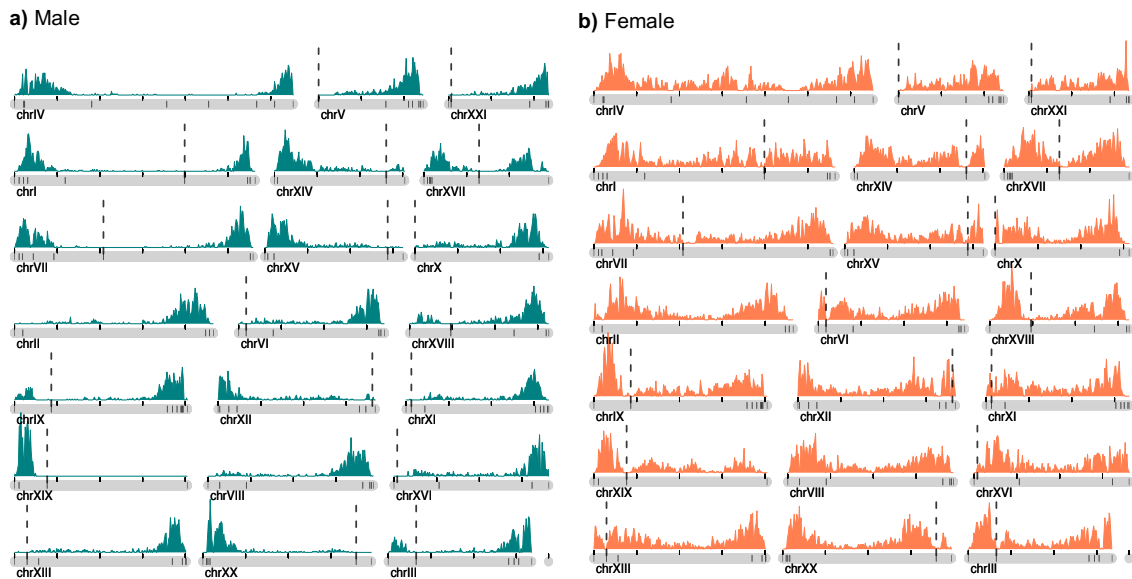 a) Male
chrIV chrV chrXXI
chrI chrXIV chrXVII
chrVII chrXV chrX
chrII chrVI chrXVIII
chrIX chrXII chrXI
chrXIX chrVIII chrXVI
chrXIII chrXX chrIII
b) Female
chrIV chrV chrXXI
chrI chrXIV chrXVII
chrVII chrXV chrX
chrII chrVI chrXVIII
chrIX chrXII chrXI
chrXIX chrVIII chrXVI
chrXIII chrXX chrIII